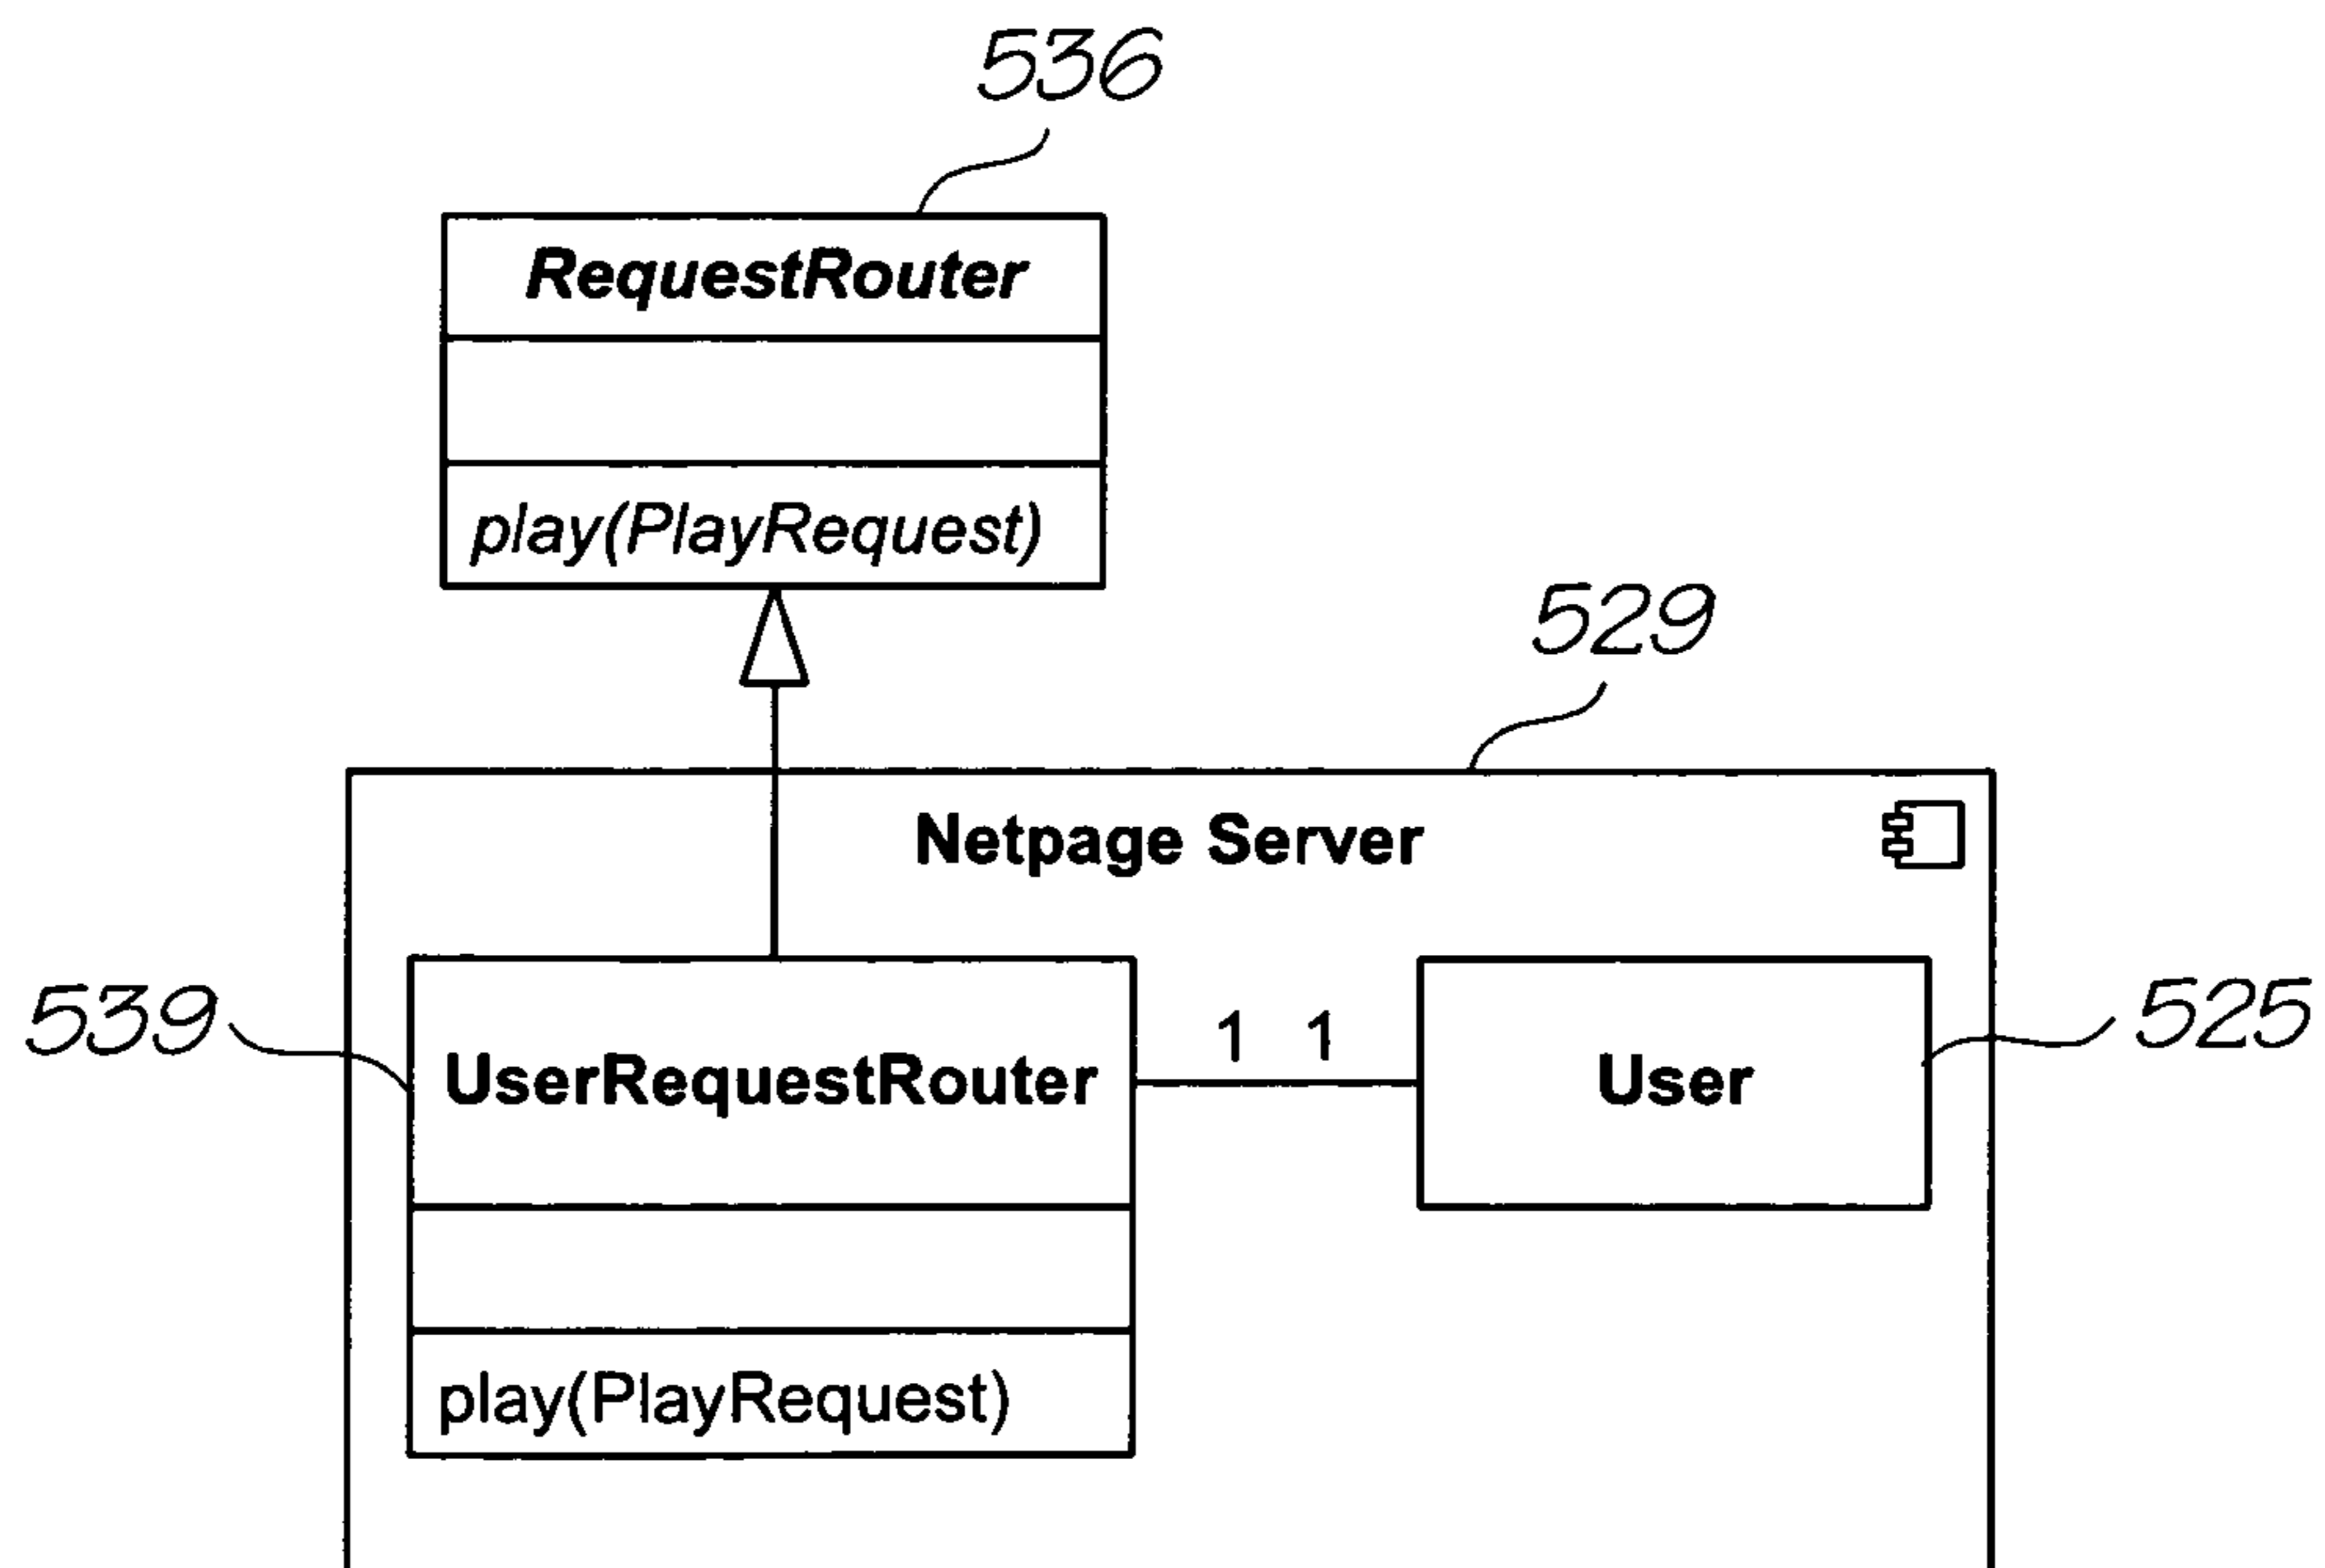 536
RequestRouter
play(PlayRequest)
529
Netpage Server
539
UserRequestRouter
1 1
User
525
play(PlayRequest)